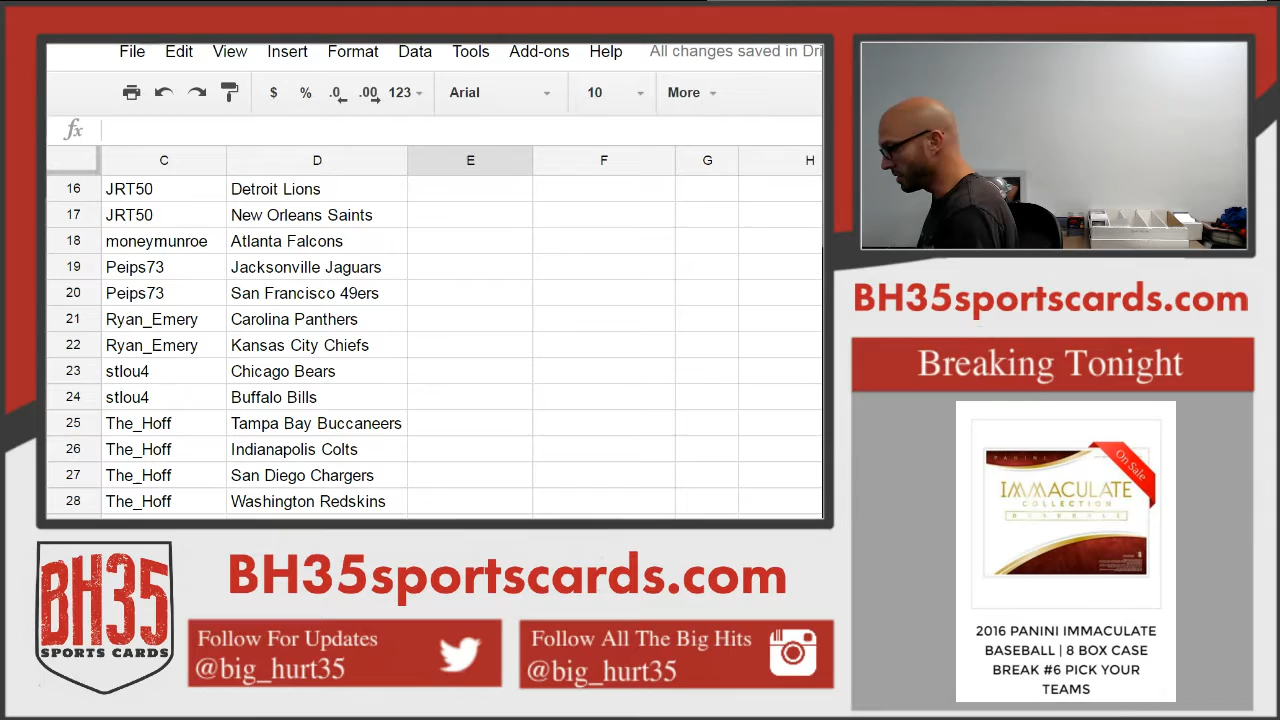 File Edit View Insert Format Data Tools Add-ons Help All changes saved in Dri
$ % .0 .00 123 Arial 10 More
fx
C D E F G H
16 JRT50 Detroit Lions
17 JRT50 New Orleans Saints
18 moneymunroe Atlanta Falcons
19 Peips73 Jacksonville Jaguars
20 Peips73 San Francisco 49ers
21 Ryan_Emery Carolina Panthers
22 Ryan_Emery Kansas City Chiefs
23 stlou4 Chicago Bears
24 stlou4 Buffalo Bills
25 The_Hoff Tampa Bay Buccaneers
26 The_Hoff Indianapolis Colts
27 The_Hoff San Diego Chargers
28 The_Hoff Washington Redskins
BH35sportscards.com
Breaking Tonight
PANINI
On Sale
IMMACULATE
COLLECTION
BASEBALL
2016 PANINI IMMACULATE
BASEBALL | 8 BOX CASE
BREAK #6 PICK YOUR
TEAMS
BH35
SPORTS CARDS
BH35sportscards.com
Follow For Updates
@big_hurt35
Follow All The Big Hits
@big_hurt35